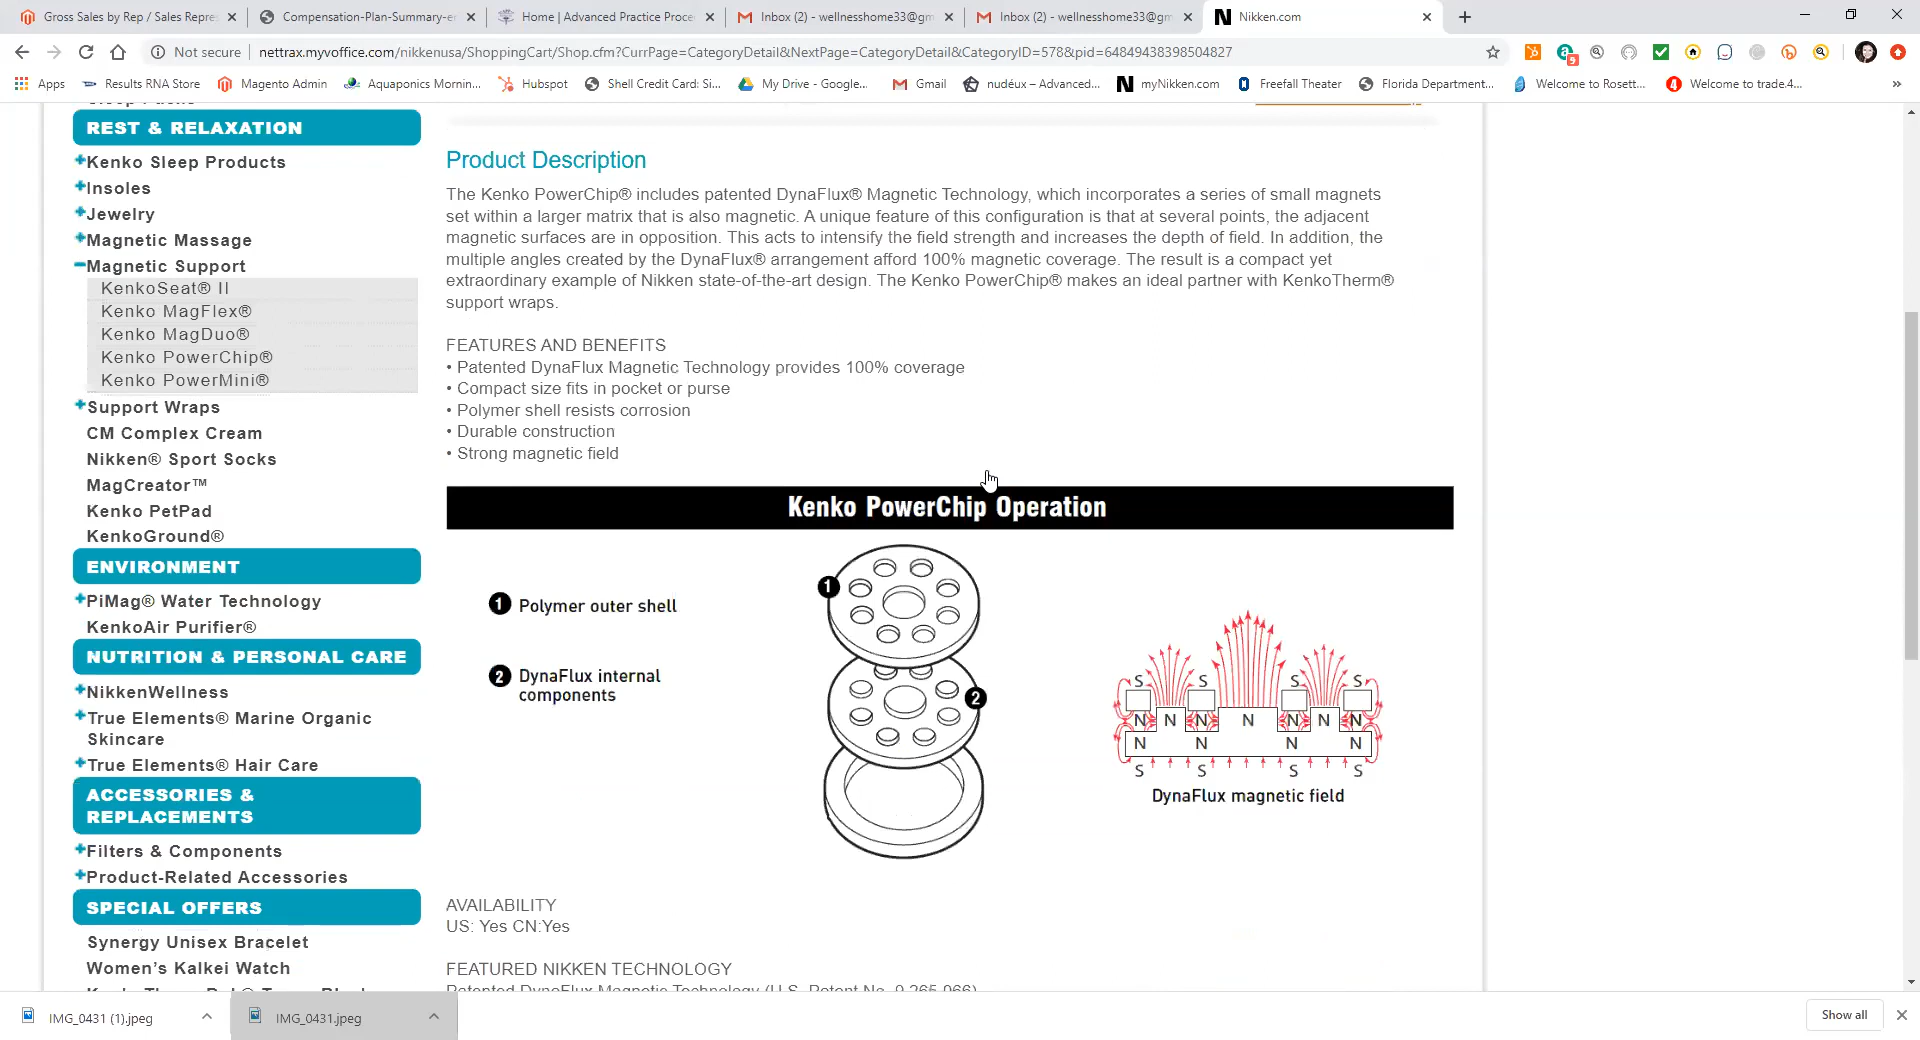 Gross Sales by Rep / Sales Repre
Compensation-Plan-Summary-e
Home | Advanced Practice Proce
Inbox (2) - wellnesshome33@gm
Inbox (2) - wellnesshome33@gm
Nikken.com
Not secure
nettrax.myvoffice.com/nikkenusa/ShoppingCart/Shop.cfm?CurrPage=CategoryDetail&NextPage=CategoryDetail&CategoryID=578&pid=64849438398504827
9
Apps
Results RNA Store
Magento Admin
Aquaponics Mornin...
Hubspot
Shell Credit Card: Si...
My Drive - Google...
Gmail
nudéux – Advanced...
myNikken.com
Freefall Theater
Florida Department...
Welcome to Rosett...
Welcome to trade.4...
REST & RELAXATION
Kenko Sleep Products
Insoles
Jewelry
Magnetic Massage
Magnetic Support
KenkoSeat® II
Kenko MagFlex®
Kenko MagDuo®
Kenko PowerChip®
Kenko PowerMini®
Support Wraps
CM Complex Cream
Nikken® Sport Socks
MagCreator™
Kenko PetPad
KenkoGround®
ENVIRONMENT
PiMag® Water Technology
KenkoAir Purifier®
NUTRITION & PERSONAL CARE
NikkenWellness
True Elements® Marine Organic
Skincare
True Elements® Hair Care
ACCESSORIES &
REPLACEMENTS
Filters & Components
Product-Related Accessories
SPECIAL OFFERS
Synergy Unisex Bracelet
Women's Kalkei Watch
Product Description
The Kenko PowerChip® includes patented DynaFlux® Magnetic Technology, which incorporates a series of small magnets
set within a larger matrix that is also magnetic. A unique feature of this configuration is that at several points, the adjacent
magnetic surfaces are in opposition. This acts to intensify the field strength and increases the depth of field. In addition, the
multiple angles created by the DynaFlux® arrangement afford 100% magnetic coverage. The result is a compact yet
extraordinary example of Nikken state-of-the-art design. The Kenko PowerChip® makes an ideal partner with KenkoTherm®
support wraps.
FEATURES AND BENEFITS
• Patented DynaFlux Magnetic Technology provides 100% coverage
• Compact size fits in pocket or purse
• Polymer shell resists corrosion
• Durable construction
• Strong magnetic field
Kenko PowerChip Operation
1 Polymer outer shell
2 DynaFlux internal
components
1
2
S S S S
N N N N N N N
N N N N
S S S S
DynaFlux magnetic field
AVAILABILITY
US: Yes CN:Yes
FEATURED NIKKEN TECHNOLOGY
Patented DynaFlux Magnetic Technology (U.S. Patent No. 9,265,966)
IMG_0431 (1).jpeg
IMG_0431.jpeg
Show all